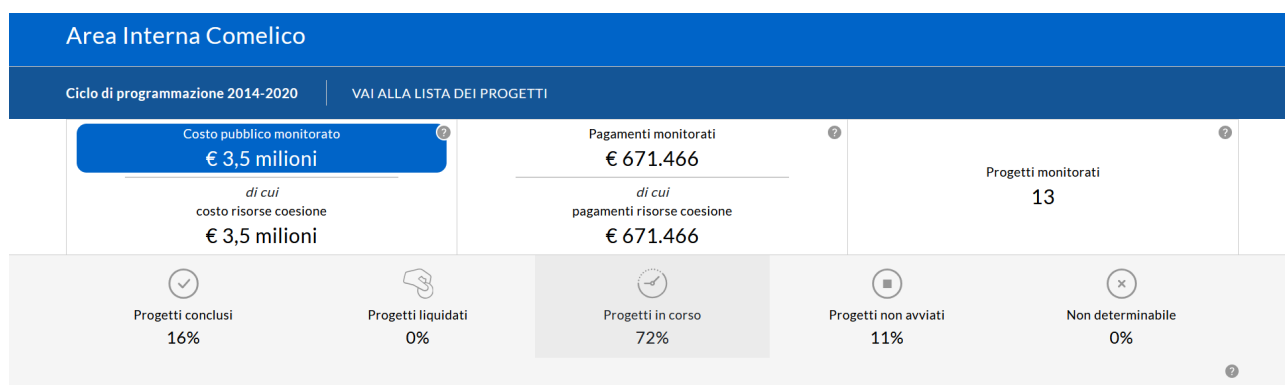 Area Interna Comelico
Ciclo di programmazione 2014-2020 VAI ALLA LISTA DEI PROGETTI
Costo pubblico monitorato
?
€ 3,5 milioni
di cui
costo risorse coesione
€ 3,5 milioni
Pagamenti monitorati
?
€ 671.466
di cui
pagamenti risorse coesione
€ 671.466
?
Progetti monitorati
13
Progetti conclusi
16%
Progetti liquidati
0%
Progetti in corso
72%
Progetti non avviati
11%
Non determinabile
0%
?